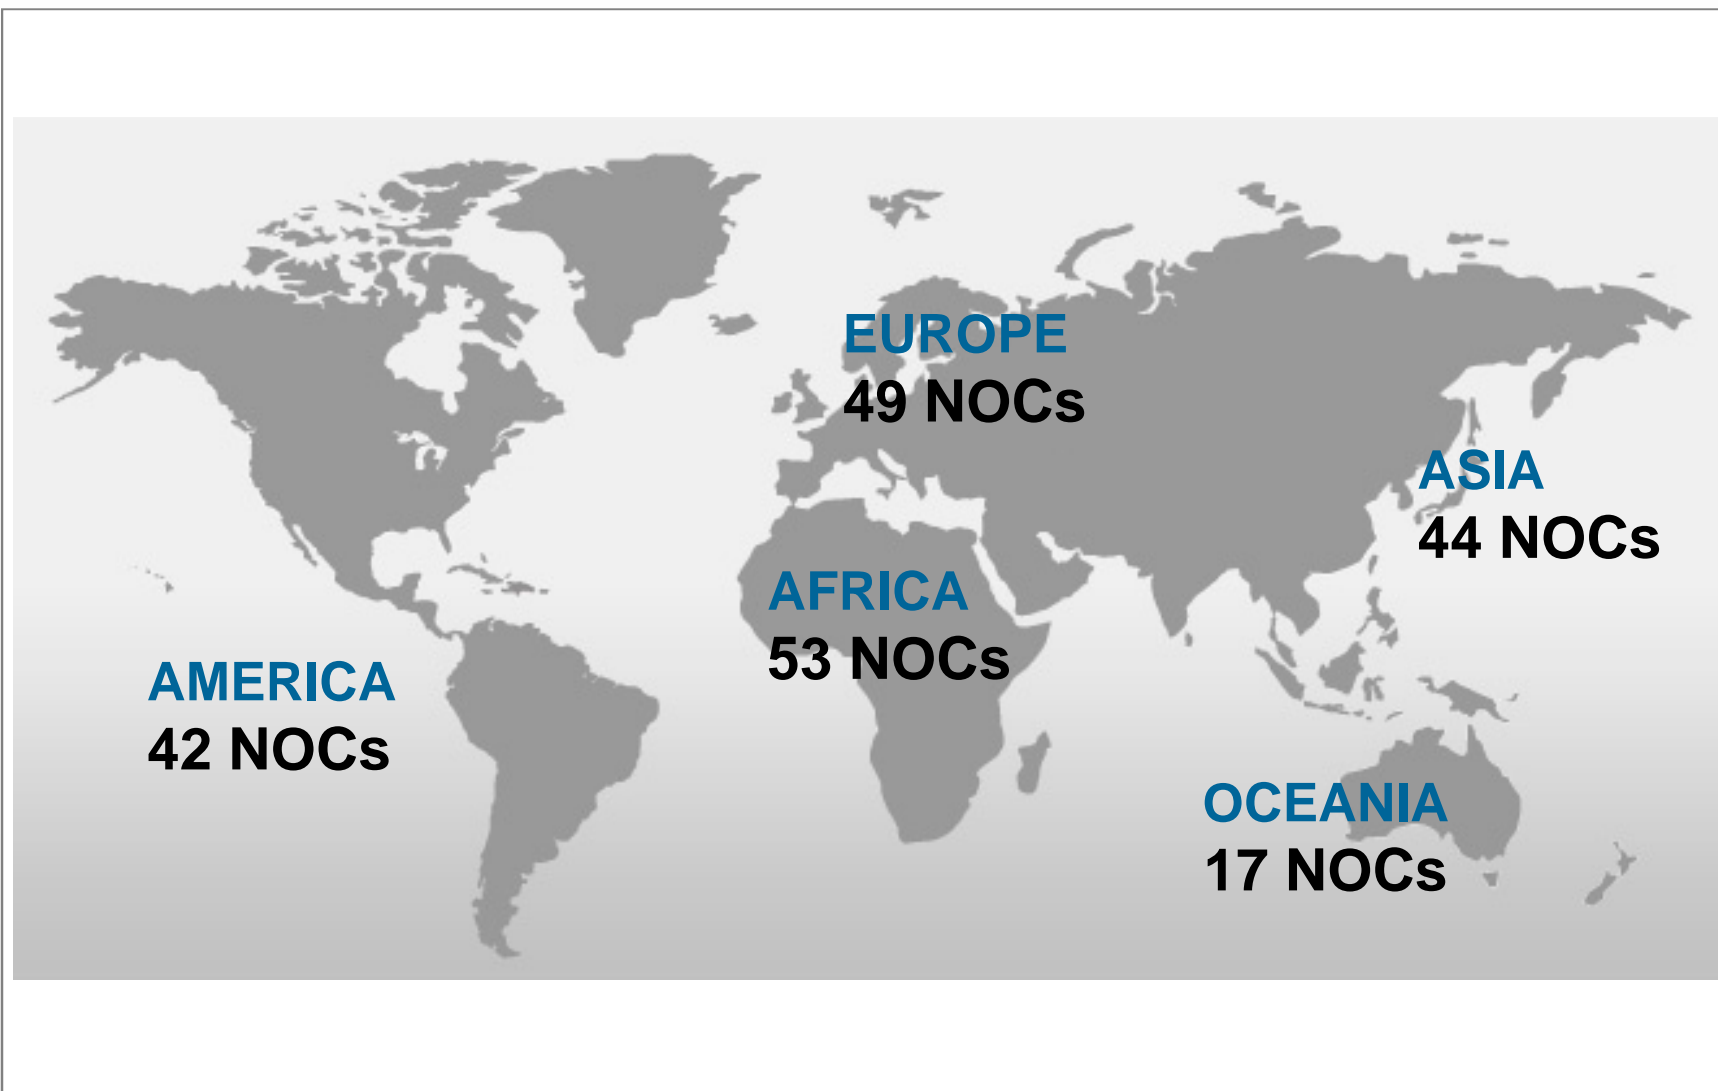 EUROPE
49 NOCs
ASIA
44 NOCs
AFRICA
53 NOCs
AMERICA
42 NOCs
OCEANIA
17 NOCs